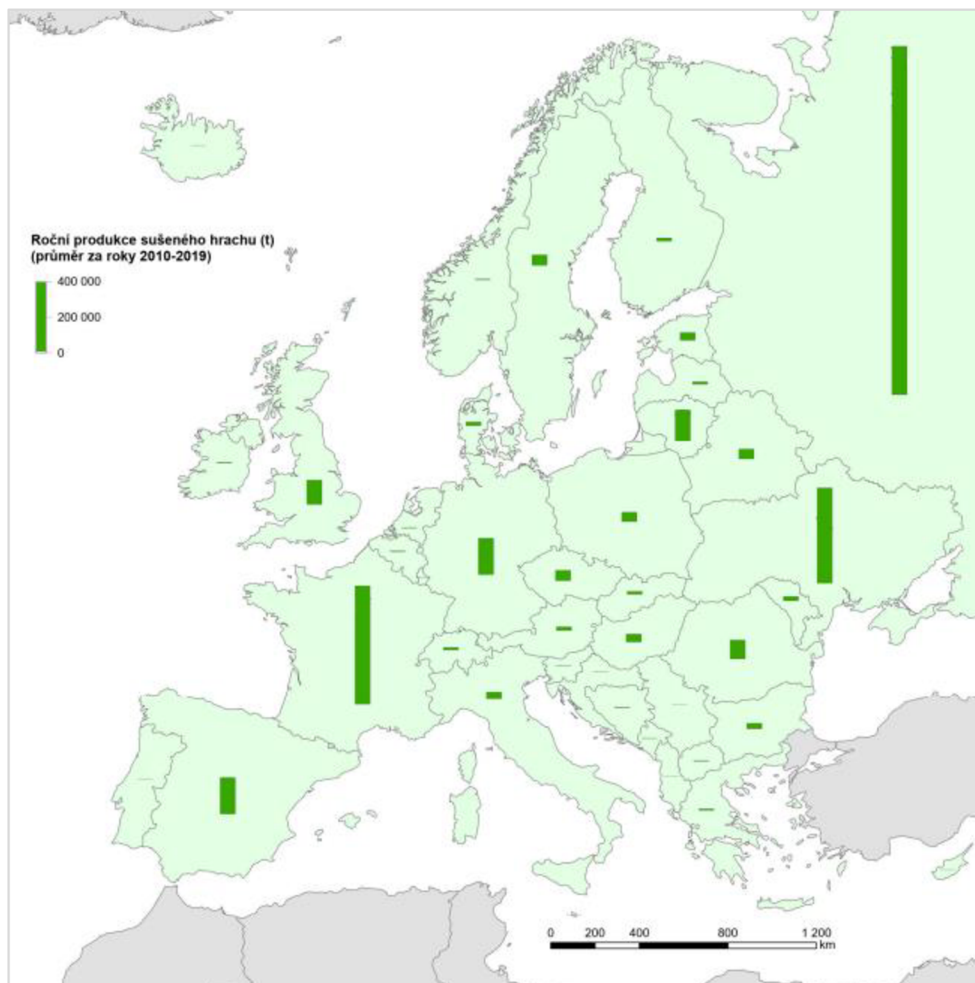 Roční produkce sušeného hrachu (t)
(průměr za roky 2010-2019)
400 000
200 000
0
0 200 400 800 1 200
km